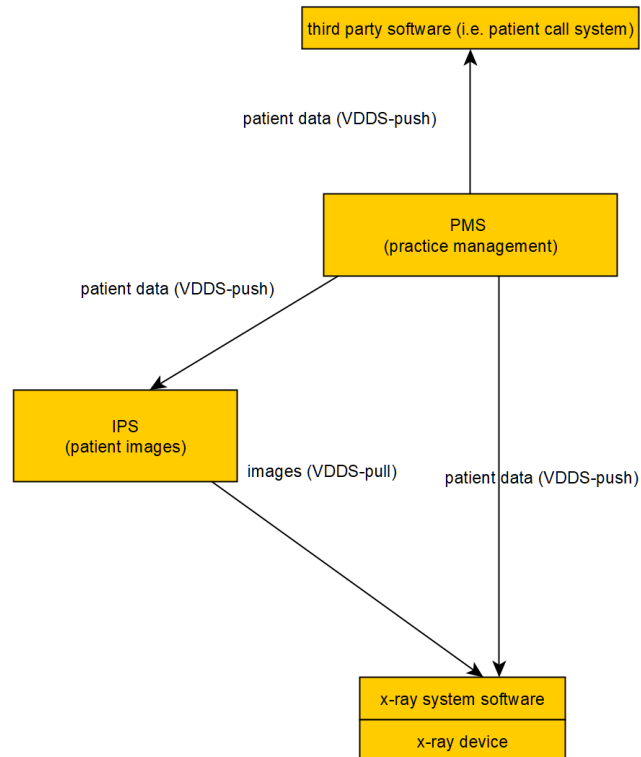 third party software (i.e. patient call system)
patient data (VDDS-push)
PMS
(practice management)
patient data (VDDS-push)
IPS
(patient images)
images (VDDS-pull)
patient data (VDDS-push)
x-ray system software
x-ray device